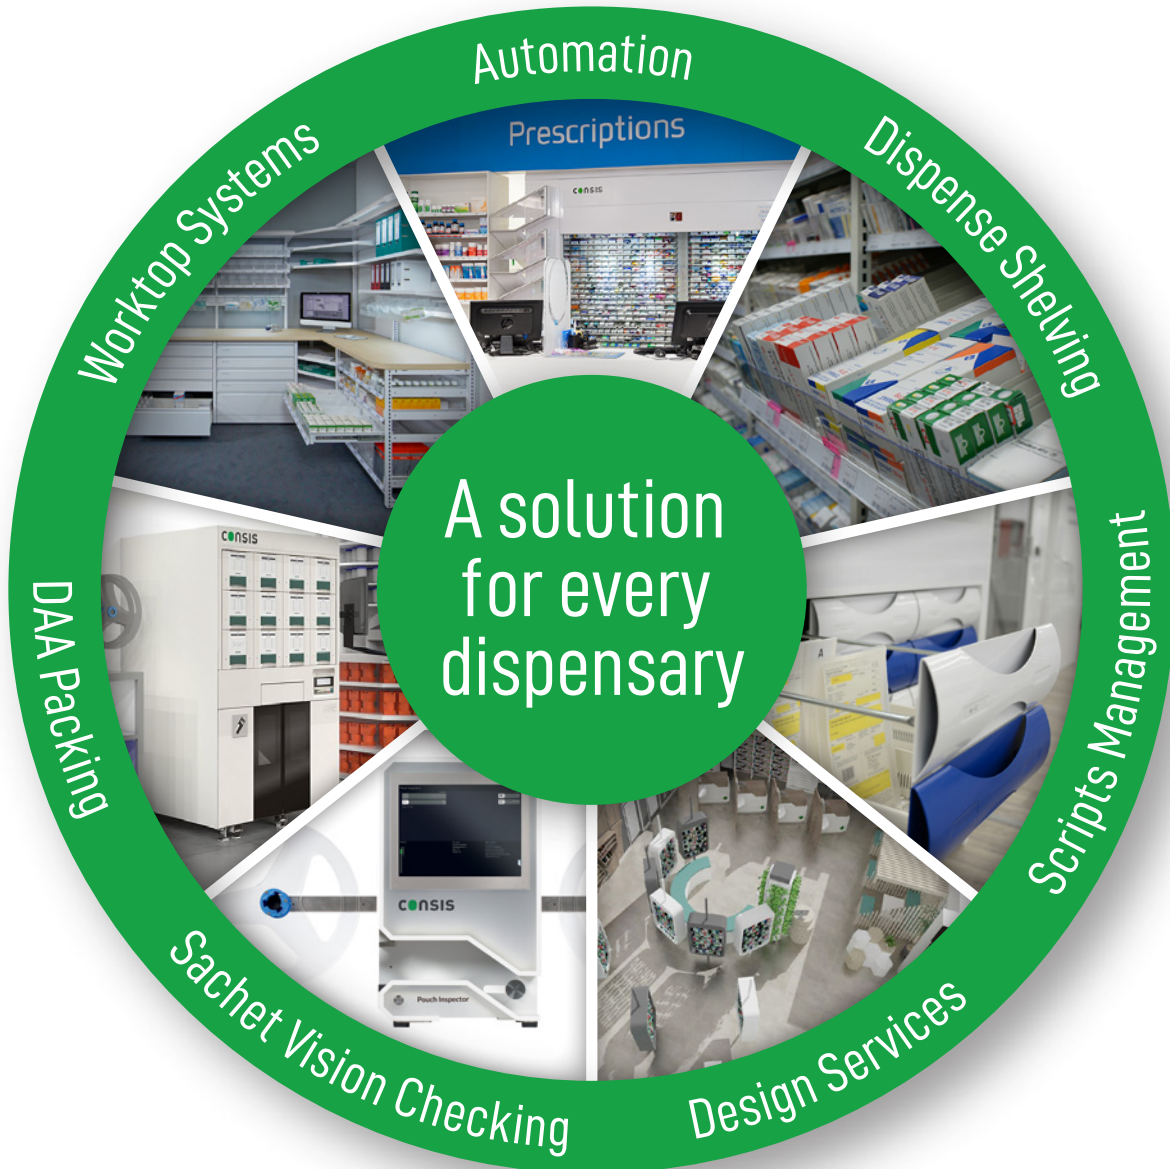 Automation
Dispense Shelving
Scripts Management
Design Services
Sachet Vision Checking
DAA Packing
Worktop Systems
A solution
for every
dispensary
Prescriptions
CONSIS
A
CONSIS
Pouch Inspector
CONSIS